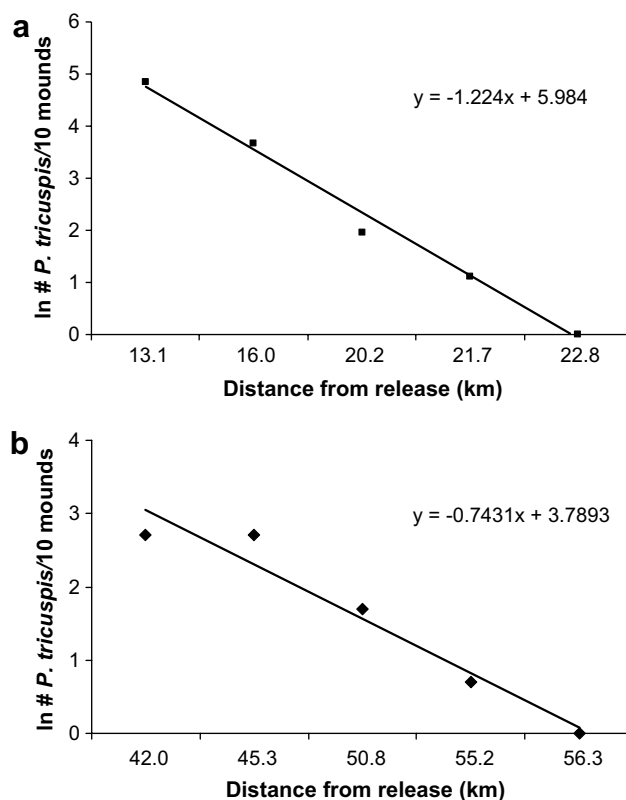 a
ln # P. tricuspis/10 mounds
6
5
4
3
2
1
0
y = -1.224x + 5.984
13.1 16.0 20.2 21.7 22.8
Distance from release (km)
b
ln # P. tricuspis/10 mounds
4
3
2
1
0
y = -0.7431x + 3.7893
42.0 45.3 50.8 55.2 56.3
Distance from release (km)